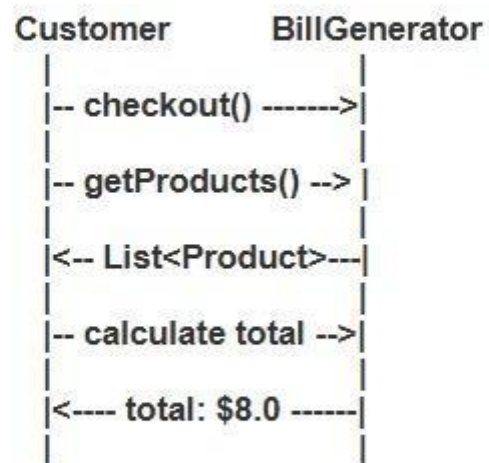 Customer BillGenerator
|-- checkout() ------->|
|-- getProducts() --> |
|<-- List<Product>---|
|-- calculate total -->|
|<---- total: $8.0 ------|